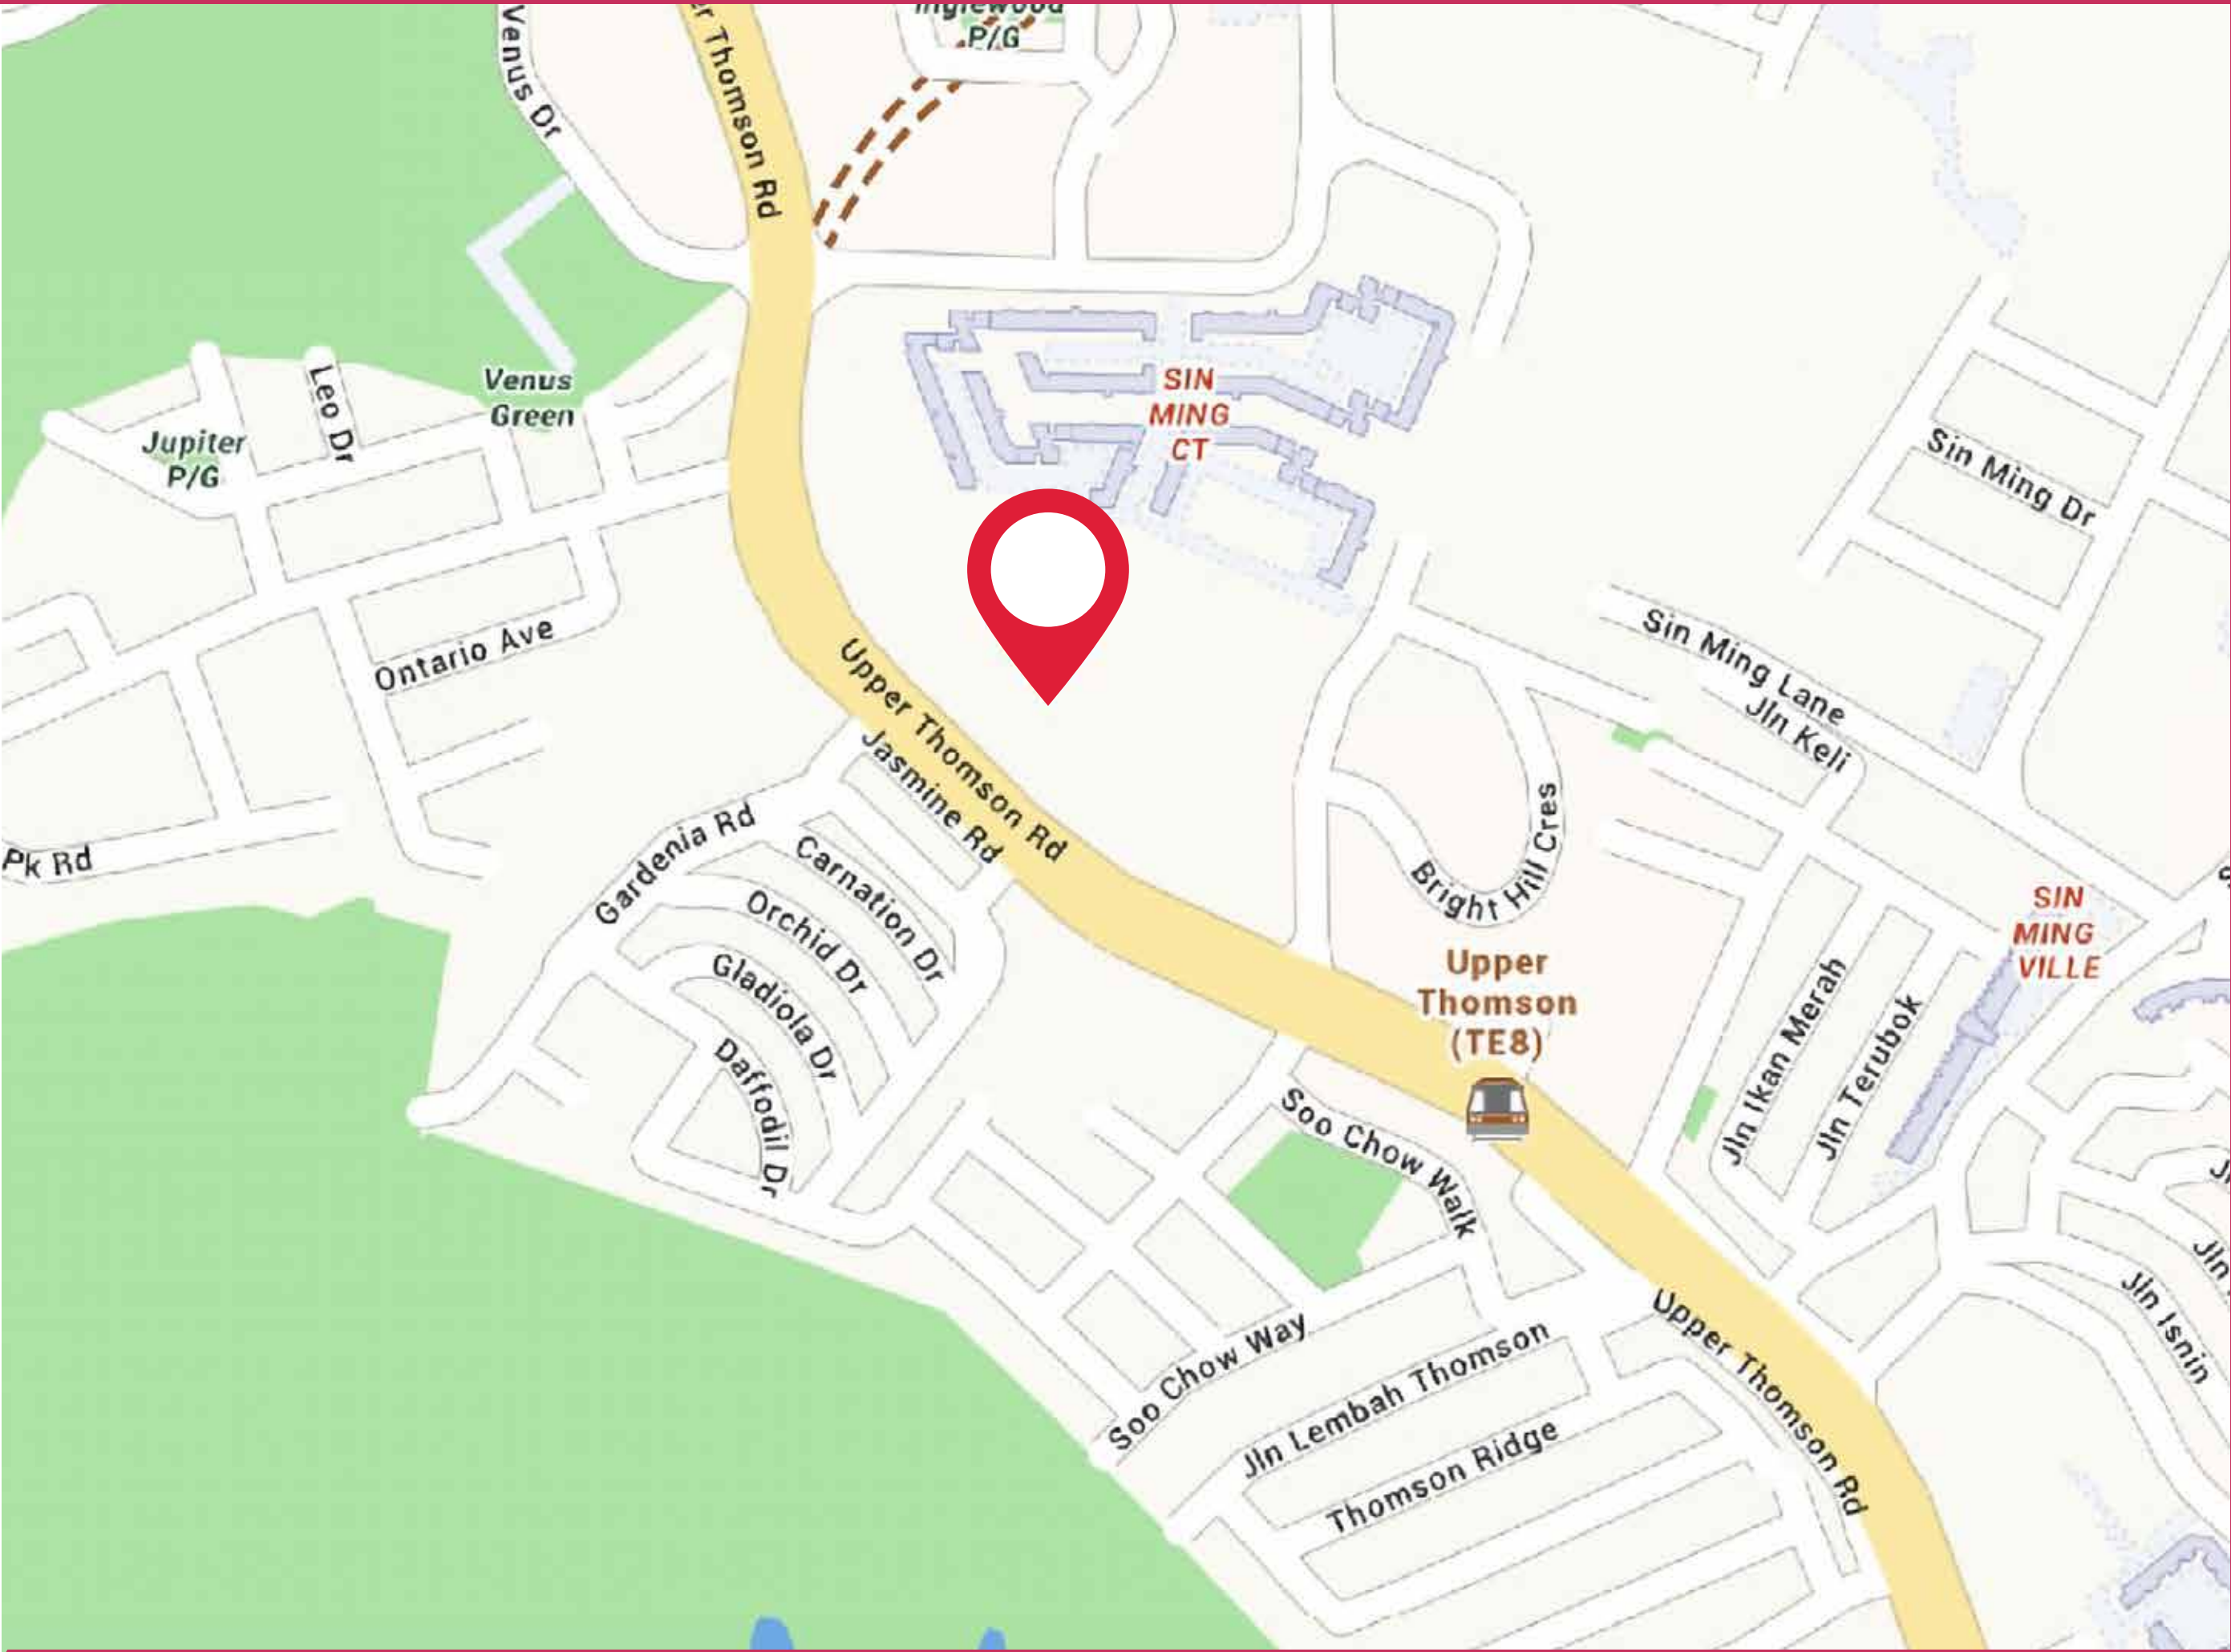 Inglewood
P/G
Venus Dr
Thomson Rd
Venus
Green
Leo Dr
Jupiter
P/G
SIN
MING
CT
Sin Ming Dr
Ontario Ave
Upper Thomson Rd
Sin Ming Lane
Jln Keli
Jasmine Rd
Gardenia Rd
Pk Rd
Carnation Dr
Bright Hill Cres
Orchid Dr
SIN
MING
VILLE
Gladiola Dr
Upper
Thomson
(TE8)
Jln Ikan Merah
Jln Terubok
Daffodil Dr
Soo Chow Walk
Jln
Jln Isnin
Soo Chow Way
Jln Lembah Thomson
Upper Thomson Rd
Thomson Ridge